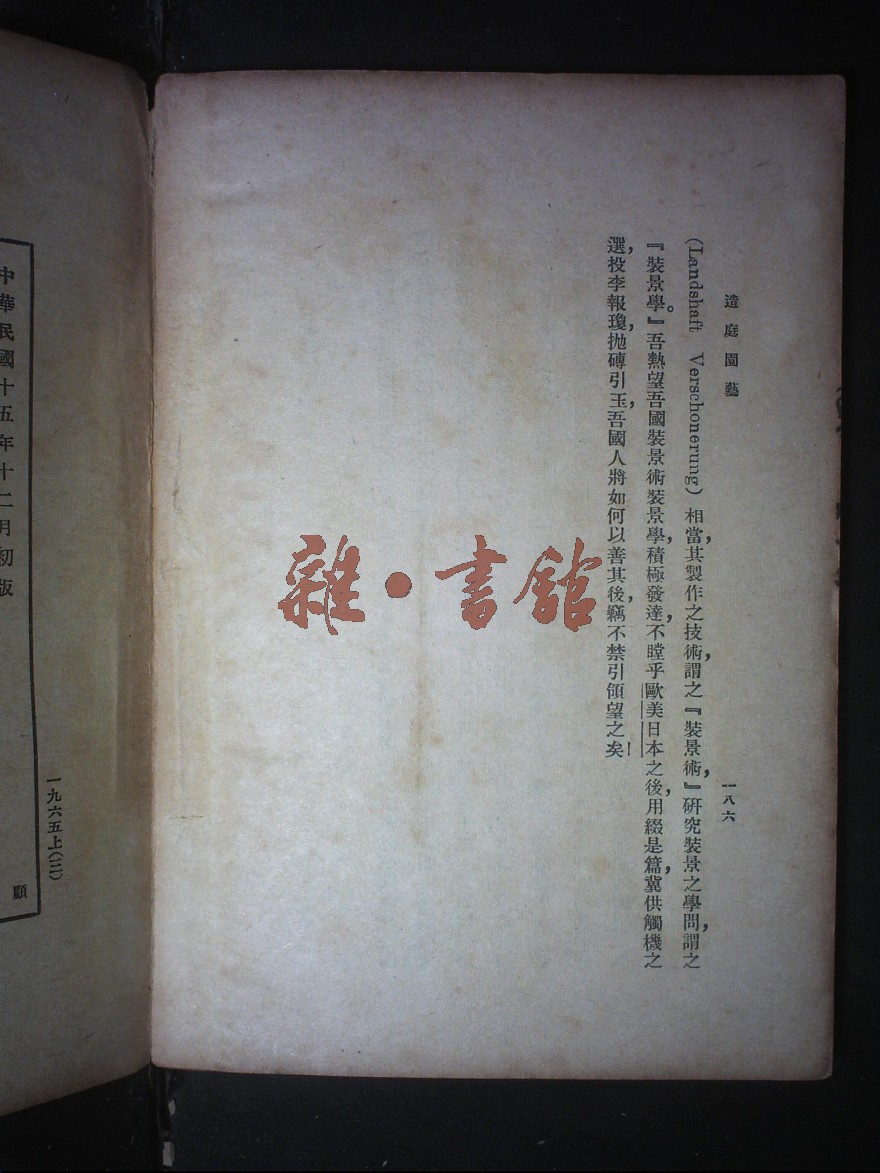 造庭園藝
一八六
(Landshaft Verschonerung) 相當，其製作之技術，謂之『裝景術，』研究裝景之學問，謂之
『裝景學。』吾熱望吾國裝景術裝景學，積極發達，不瞠乎歐美日本之後，用綴是篇，冀供觸機之
選，投李報瓊，拋磚引玉，吾國人將如何以善其後，竊不禁引領望之矣！
雜·書館
中華民國十五年十二月初版
顧
一九六五上(三)